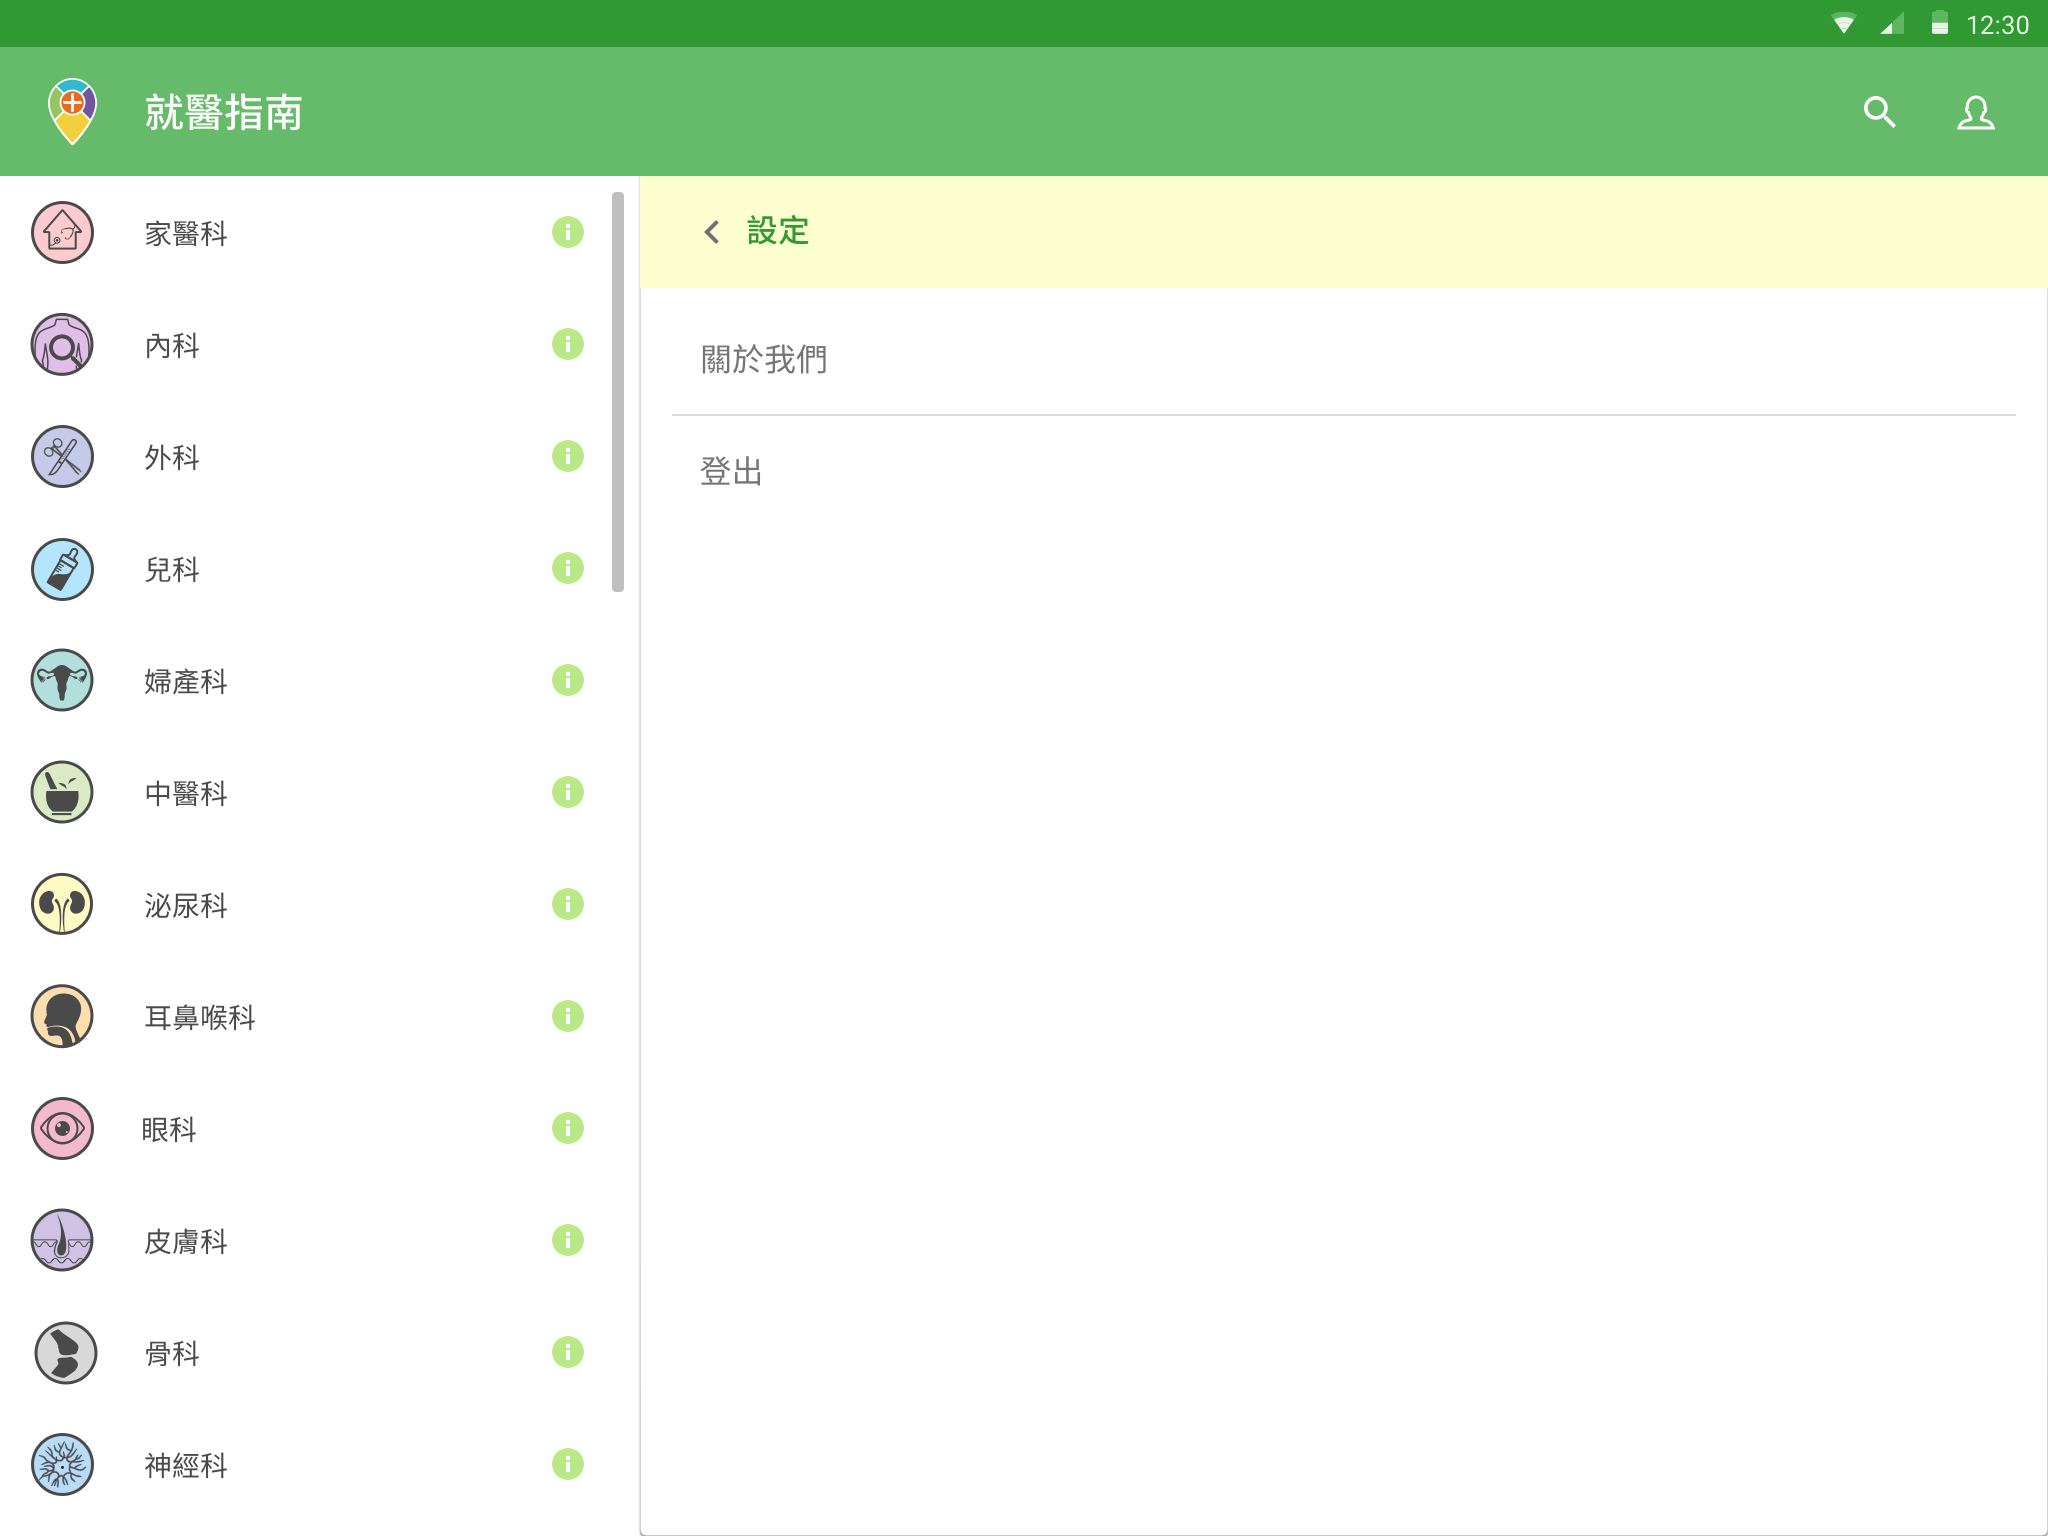 12:30
就醫指南
家醫科
內科
外科
兒科
婦產科
中醫科
泌尿科
耳鼻喉科
眼科
皮膚科
骨科
神經科
設定
關於我們
登出